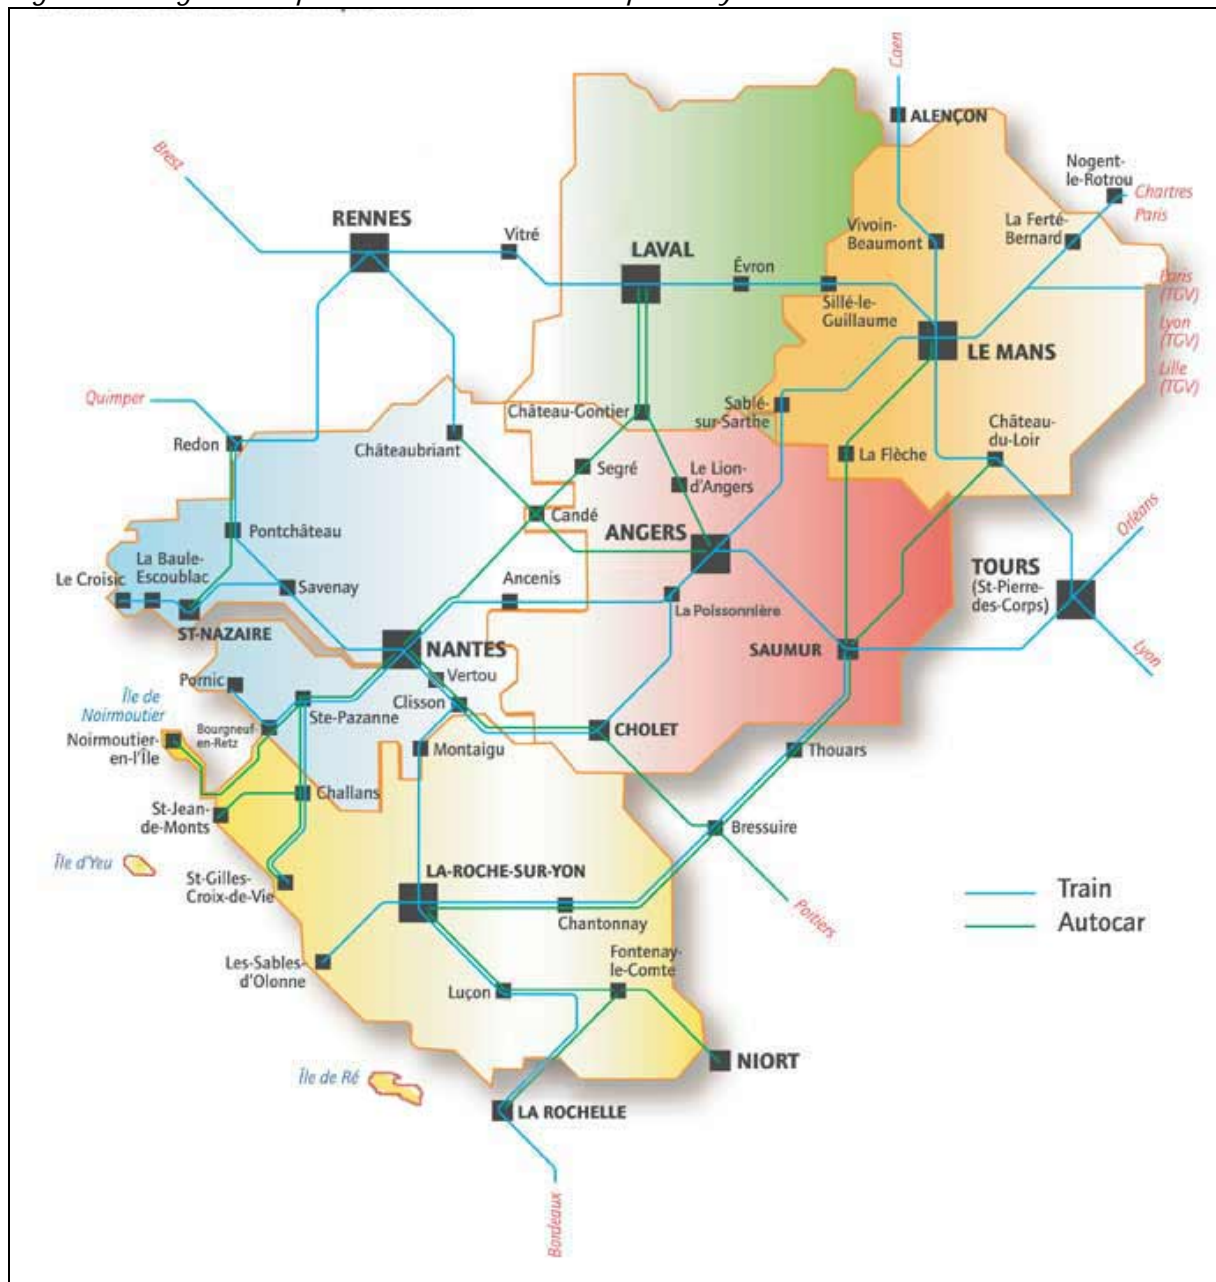 Caen
ALENÇON
Nogent-
le-Rotrou
Chartres
Paris
Brest
RENNES
Vitré
LAVAL
Évron
Vivoin-
Beaumont
La Ferté-
Bernard
Sillé-le-
Guillaume
Paris
(TGV)
Lyon
(TGV)
Lille
(TGV)
LE MANS
Quimper
Redon
Châteaubriant
Château-Gontier
Sablé-
sur-Sarthe
Château-
du-Loir
La Flèche
Segré
Le Lion-
d'Angers
Candé
ANGERS
Pontchâteau
La Baule-
Escoublac
Le Croisic
Savenay
ST-NAZAIRE
Ancenis
La Poissonnière
Orléans
TOURS
(St-Pierre-
des-Corps)
Lyon
NANTES
Vertou
SAUMUR
Pornic
Île de
Noirmoutier
Noirmoutier-
en-l'Île
Bourgneuf-
en-Retz
Ste-Pazanne
Clisson
CHOLET
Montaigu
Thouars
St-Jean-
de-Monts
Challans
Bressuire
Île d'Yeu
St-Gilles-
Croix-de-Vie
LA-ROCHE-SUR-YON
Chantonnay
Poitiers
Train
Autocar
Les-Sables-
d'Olonne
Luçon
Fontenay-
le-Comte
NIORT
Île de Ré
LA ROCHELLE
Bordeaux